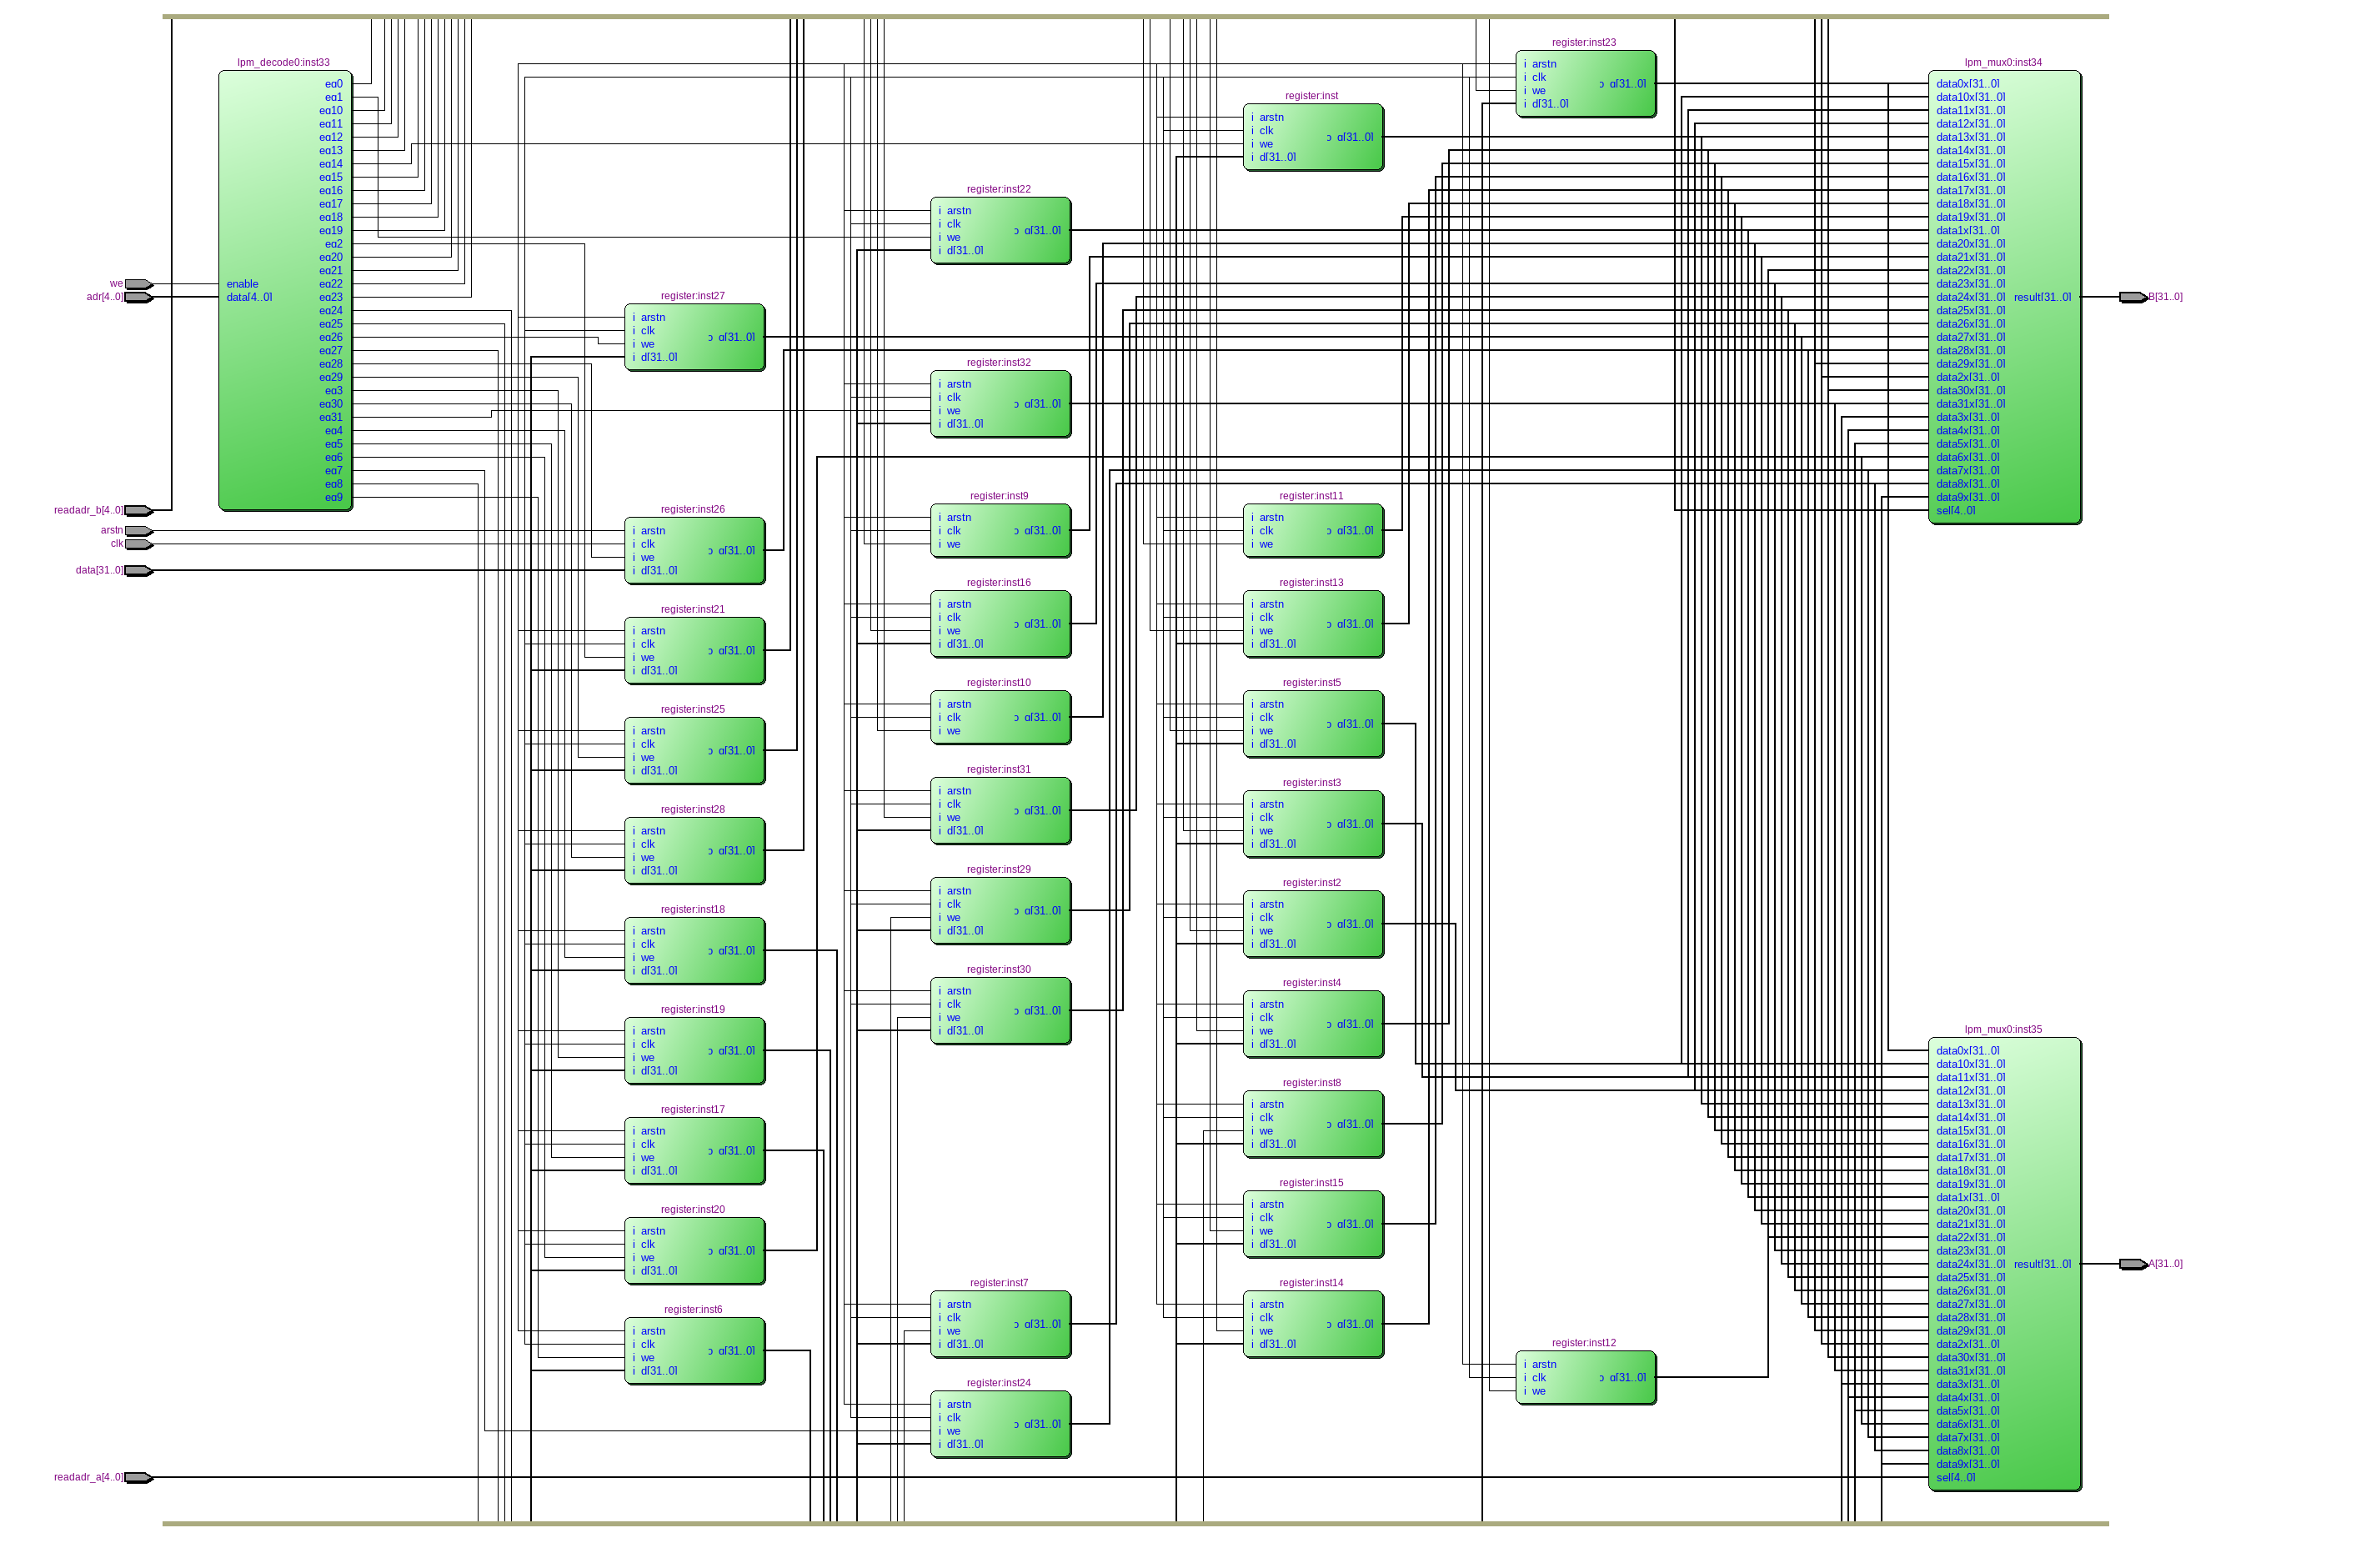 lpm_decode0:inst33
eq0
eq1
eq10
eq11
eq12
eq13
eq14
eq15
eq16
eq17
eq18
eq19
eq2
eq20
eq21
eq22
eq23
eq24
eq25
eq26
eq27
eq28
eq29
eq3
eq30
eq31
eq4
eq5
eq6
eq7
eq8
eq9
enable
data[4..0]
we
adr[4..0]
readadr_b[4..0]
arstn
clk
data[31..0]
readadr_a[4..0]
register:inst27
i arstn
i clk
o q[31..0]
i we
i d[31..0]
register:inst26
i arstn
i clk
o q[31..0]
i we
i d[31..0]
register:inst21
i arstn
i clk
o q[31..0]
i we
i d[31..0]
register:inst25
i arstn
i clk
o q[31..0]
i we
i d[31..0]
register:inst28
i arstn
i clk
o q[31..0]
i we
i d[31..0]
register:inst18
i arstn
i clk
o q[31..0]
i we
i d[31..0]
register:inst19
i arstn
i clk
o q[31..0]
i we
i d[31..0]
register:inst17
i arstn
i clk
o q[31..0]
i we
i d[31..0]
register:inst20
i arstn
i clk
o q[31..0]
i we
i d[31..0]
register:inst6
i arstn
i clk
o q[31..0]
i we
i d[31..0]
register:inst22
i arstn
i clk
o q[31..0]
i we
i d[31..0]
register:inst32
i arstn
i clk
o q[31..0]
i we
i d[31..0]
register:inst9
i arstn
i clk o q[31..0]
i we
register:inst16
i arstn
i clk
o q[31..0]
i we
i d[31..0]
register:inst10
i arstn
i clk o q[31..0]
i we
register:inst31
i arstn
i clk
o q[31..0]
i we
i d[31..0]
register:inst29
i arstn
i clk
o q[31..0]
i we
i d[31..0]
register:inst30
i arstn
i clk
o q[31..0]
i we
i d[31..0]
register:inst7
i arstn
i clk
o q[31..0]
i we
i d[31..0]
register:inst24
i arstn
i clk
o q[31..0]
i we
i d[31..0]
register:inst
i arstn
i clk
o q[31..0]
i we
i d[31..0]
register:inst11
i arstn
i clk o q[31..0]
i we
register:inst13
i arstn
i clk
o q[31..0]
i we
i d[31..0]
register:inst5
i arstn
i clk
o q[31..0]
i we
i d[31..0]
register:inst3
i arstn
i clk
o q[31..0]
i we
i d[31..0]
register:inst2
i arstn
i clk
o q[31..0]
i we
i d[31..0]
register:inst4
i arstn
i clk
o q[31..0]
i we
i d[31..0]
register:inst8
i arstn
i clk
o q[31..0]
i we
i d[31..0]
register:inst15
i arstn
i clk
o q[31..0]
i we
i d[31..0]
register:inst14
i arstn
i clk
o q[31..0]
i we
i d[31..0]
register:inst23
i arstn
i clk
o q[31..0]
i we
i d[31..0]
register:inst12
i arstn
i clk o q[31..0]
i we
lpm_mux0:inst34
data0x[31..0]
data10x[31..0]
data11x[31..0]
data12x[31..0]
data13x[31..0]
data14x[31..0]
data15x[31..0]
data16x[31..0]
data17x[31..0]
data18x[31..0]
data19x[31..0]
data1x[31..0]
data20x[31..0]
data21x[31..0]
data22x[31..0]
data23x[31..0]
data24x[31..0] result[31..0]
data25x[31..0]
data26x[31..0]
data27x[31..0]
data28x[31..0]
data29x[31..0]
data2x[31..0]
data30x[31..0]
data31x[31..0]
data3x[31..0]
data4x[31..0]
data5x[31..0]
data6x[31..0]
data7x[31..0]
data8x[31..0]
data9x[31..0]
sel[4..0]
B[31..0]
lpm_mux0:inst35
data0x[31..0]
data10x[31..0]
data11x[31..0]
data12x[31..0]
data13x[31..0]
data14x[31..0]
data15x[31..0]
data16x[31..0]
data17x[31..0]
data18x[31..0]
data19x[31..0]
data1x[31..0]
data20x[31..0]
data21x[31..0]
data22x[31..0]
data23x[31..0]
data24x[31..0] result[31..0]
data25x[31..0]
data26x[31..0]
data27x[31..0]
data28x[31..0]
data29x[31..0]
data2x[31..0]
data30x[31..0]
data31x[31..0]
data3x[31..0]
data4x[31..0]
data5x[31..0]
data6x[31..0]
data7x[31..0]
data8x[31..0]
data9x[31..0]
sel[4..0]
A[31..0]